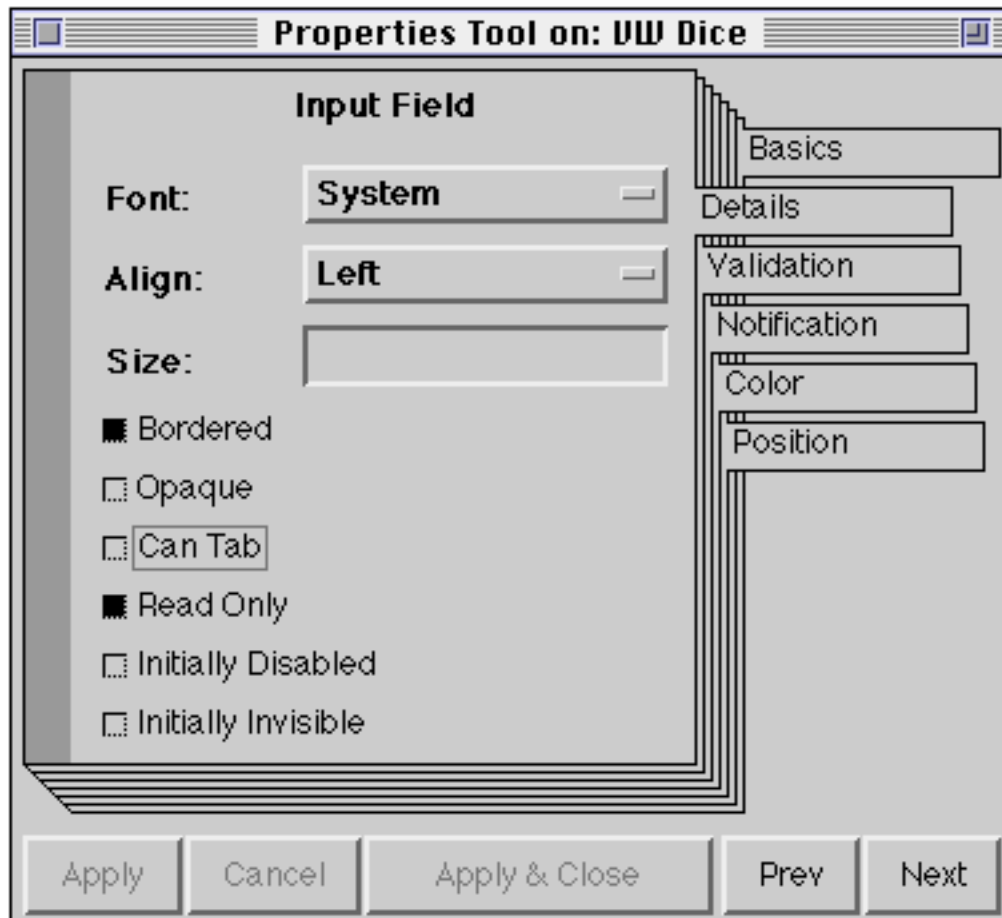 Properties Tool on: VW Dice
Input Field
Font: System
Align: Left
Size:
Bordered
Opaque
Can Tab
Read Only
Initially Disabled
Initially Invisible
Basics
Details
Validation
Notification
Color
Position
Apply Cancel Apply & Close Prev Next